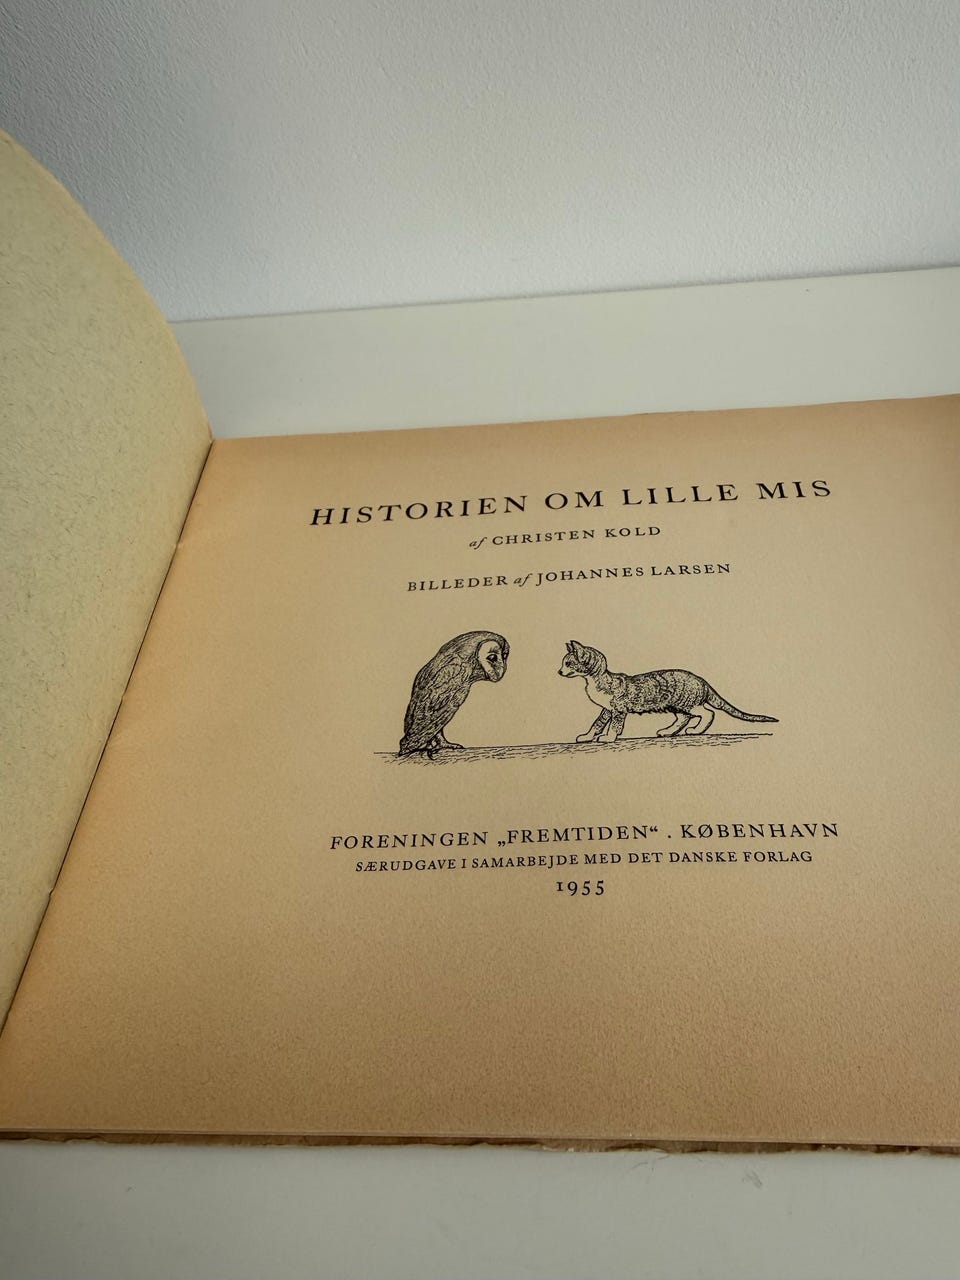 HISTORIEN OM LILLE MIS
af CHRISTEN KOLD
BILLEDER af JOHANNES LARSEN
FORENINGEN „FREMTIDEN“ . KØBENHAVN
SÆRUDGAVE I SAMARBEJDE MED DET DANSKE FORLAG
1955